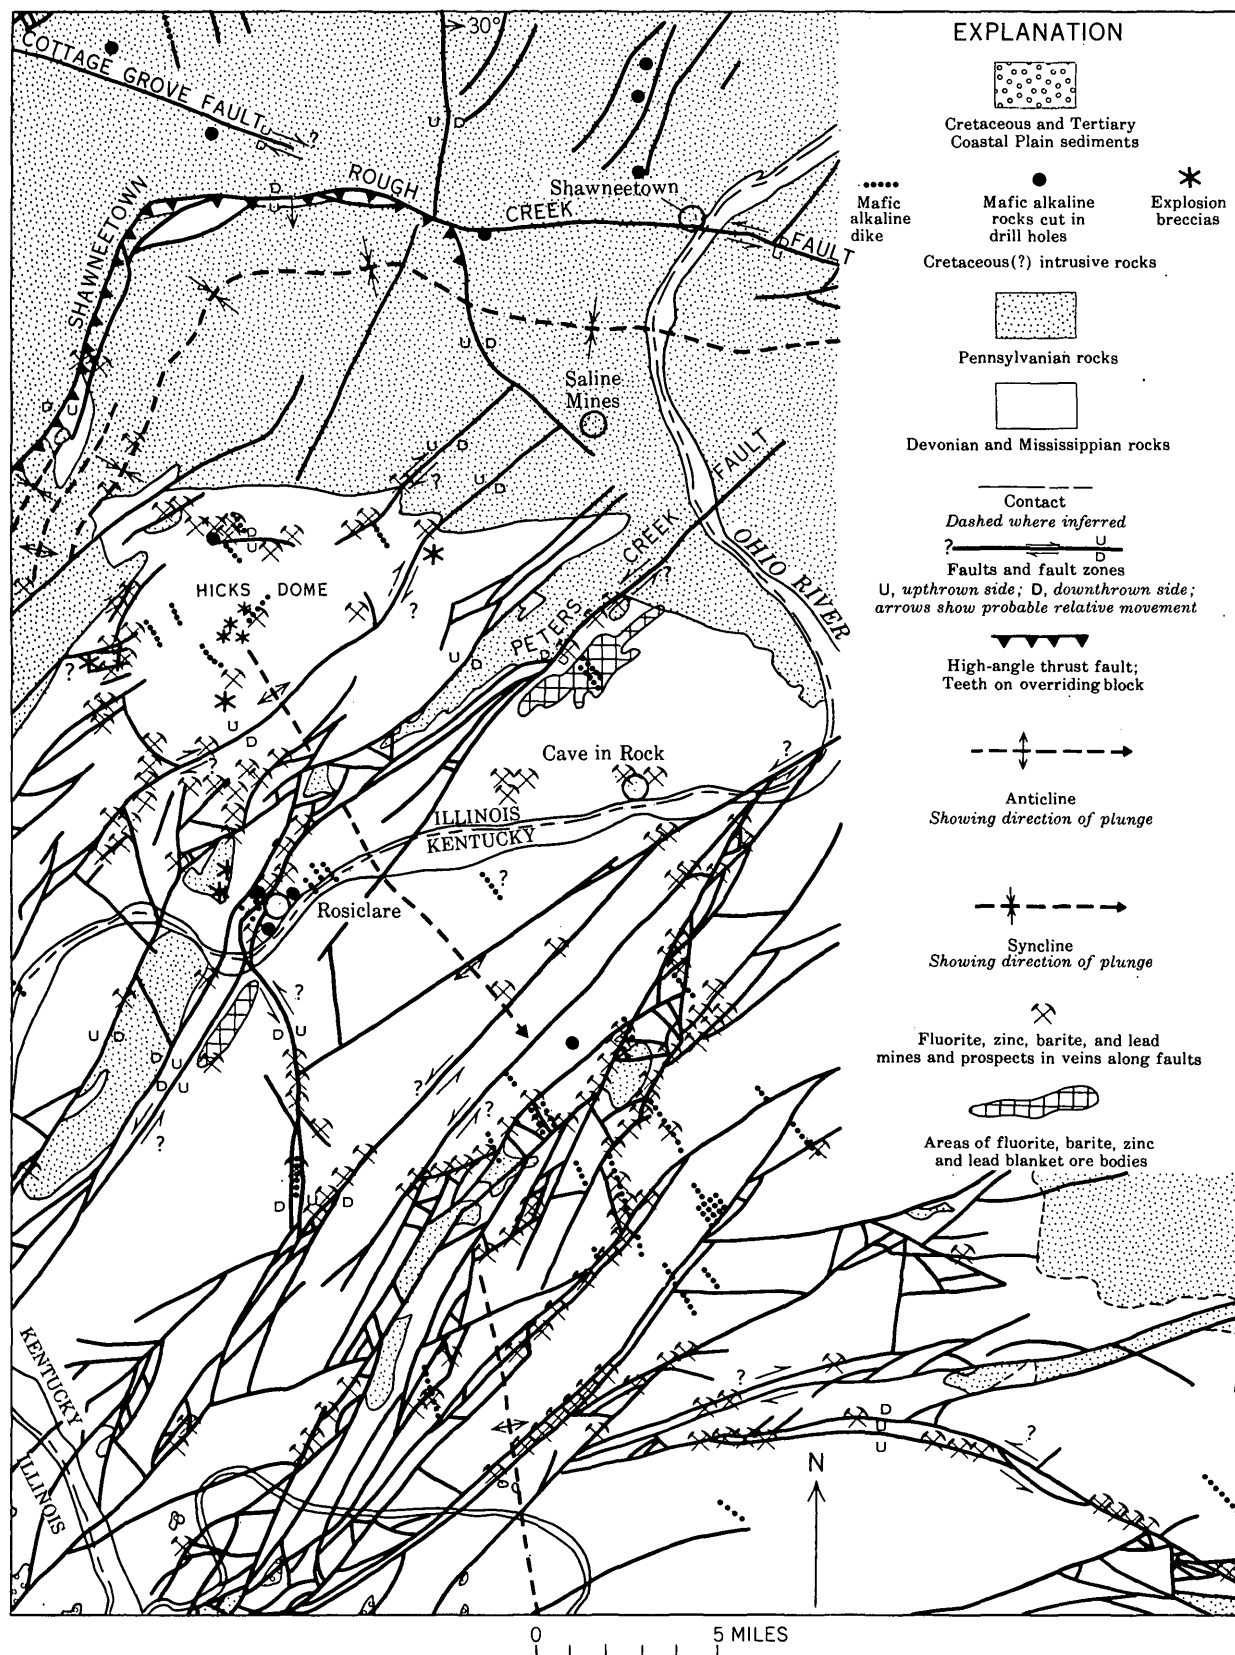 30°
COTTAGE GROVE FAULT
U
D
?
U D
SHAWNEETOWN
D
U
ROUGH
CREEK
FAULT
Shawneetown
D
U
U D
Saline
Mines
D U
U D
?
U D
FAULT
CREEK
PETERS
?
OHIO RIVER
D
U
HICKS DOME
?
?
U D
D
D
U
D
?
Cave in Rock
?
ILLINOIS
KENTUCKY
?
Rosiclare
?
D U
U D
D U
D U
?
?
?
D U D
KENTUCKY
ILLINOIS
?
D
U
U
?
N
0 5 MILES
EXPLANATION
Cretaceous and Tertiary
Coastal Plain sediments
Mafic
alkaline
dike
Mafic alkaline
rocks cut in
drill holes
Explosion
breccias
Cretaceous(?) intrusive rocks
Pennsylvanian rocks
Devonian and Mississippian rocks
Contact
Dashed where inferred
? U
D
Faults and fault zones
U, upthrown side; D, downthrown side;
arrows show probable relative movement
High-angle thrust fault;
Teeth on overriding block
Anticline
Showing direction of plunge
Syncline
Showing direction of plunge
Fluorite, zinc, barite, and lead
mines and prospects in veins along faults
Areas of fluorite, barite, zinc
and lead blanket ore bodies